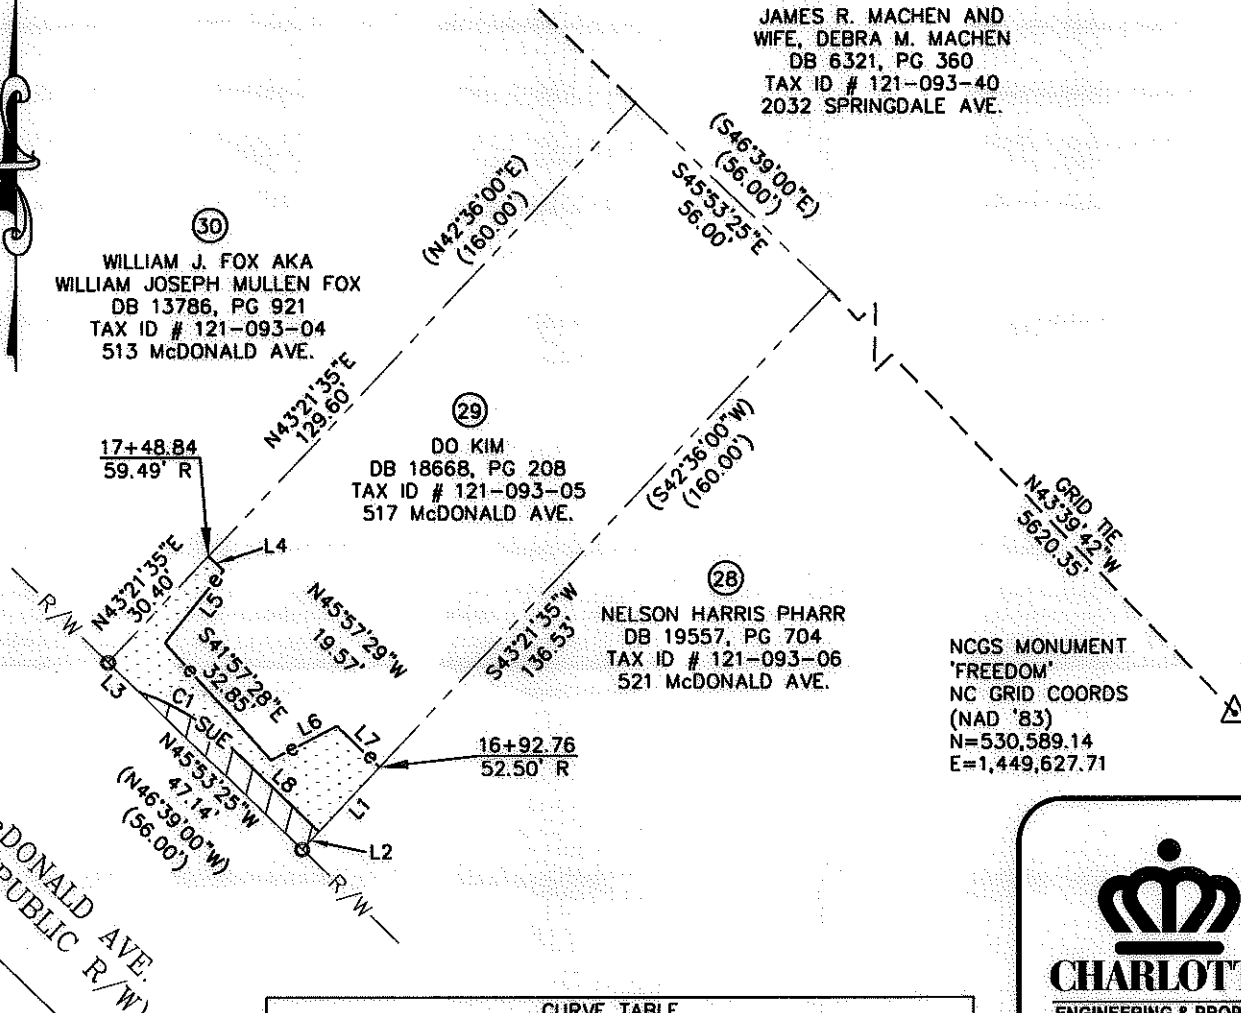 JAMES R. MACHEN AND
WIFE, DEBRA M. MACHEN
DB 6321, PG 360
TAX ID # 121-093-40
2032 SPRINGDALE AVE.
(S46°39'00"E)
(56.00')
S45°53'25"E
56.00'
(N42°36'00"E)
(160.00')
30
WILLIAM J. FOX AKA
WILLIAM JOSEPH MULLEN FOX
DB 13786, PG 921
TAX ID # 121-093-04
513 McDONALD AVE.
N43°21'35"E
129.60'
29
DO KIM
DB 18668, PG 208
TAX ID # 121-093-05
517 McDONALD AVE.
(S42°36'00"W)
(160.00')
17+48.84
59.49' R
GRID TIE
N43°39'42"W
5620.35'
L4
N43°21'35"E
30.40'
e
L5
R/W
N45°57'29"W
19.57'
S43°21'35"W
136.53'
28
NELSON HARRIS PHARR
DB 19557, PG 704
TAX ID # 121-093-06
521 McDONALD AVE.
NCGS MONUMENT
'FREEDOM'
NC GRID COORDS
(NAD '83)
N=530,589.14
E=1,449,627.71
S41°57'28"E
32.85'
e
L3
C1
SUE
L6
e
L7
e
16+92.76
52.50' R
L8
L1
L2
N45°53'25"W
47.14'
(N46°39'00"W)
(56.00')
R/W
DONALD AVE.
PUBLIC R/W)
CURVE TABLE
CHARLOT
ENGINEERING & PROP